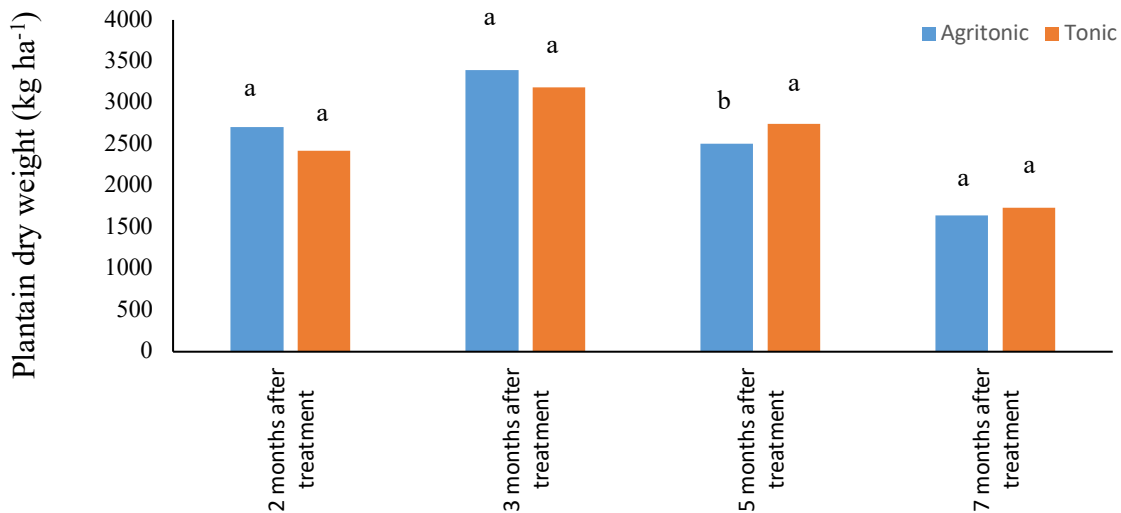 Plantain dry weight (kg ha⁻¹)
4000
3500
3000
2500
2000
1500
1000
500
0
Agritonic
Tonic
a
a
a
a
b
a
a
a
2 months after
treatment
3 months after
treatment
5 months after
treatment
7 months after
treatment